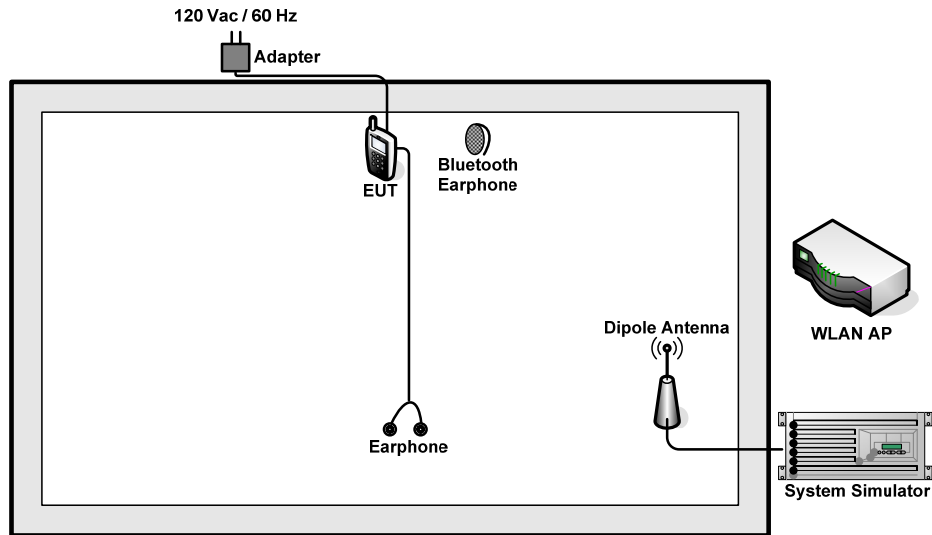 120 Vac / 60 Hz
Adapter
EUT
Bluetooth
Earphone
Dipole Antenna
WLAN AP
Earphone
System Simulator